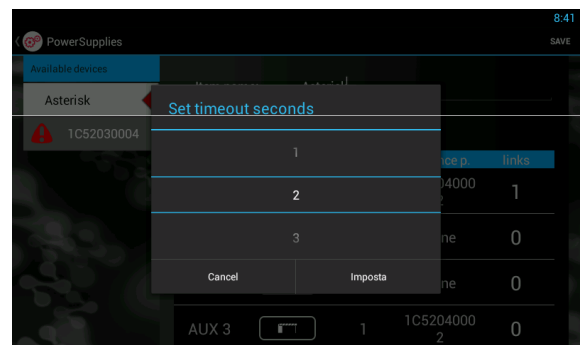 8:41
PowerSupplies
SAVE
Available devices
Asterisk
1C52030004
Set timeout seconds
1
2
3
Cancel
Imposta
links
1
0
0
AUX 3
1
1C5204000
2
0